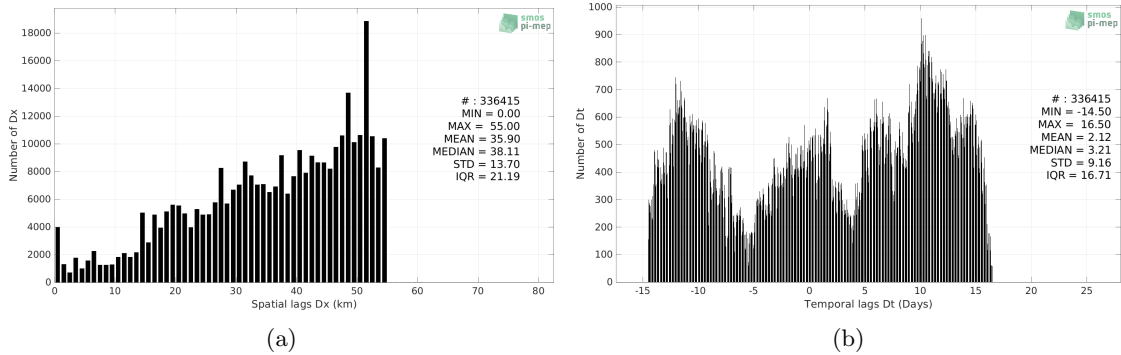 smos
pi-mep
18000
16000
14000
12000
10000
8000
6000
4000
2000
0
Number of Dx
# : 336415
MIN = 0.00
MAX = 55.00
MEAN = 35.90
MEDIAN = 38.11
STD = 13.70
IQR = 21.19
0 10 20 30 40 50 60 70 80
Spatial lags Dx (km)
(a)
smos
pi-mep
1000
900
800
700
600
500
400
300
200
100
0
Number of Dt
# : 336415
MIN = -14.50
MAX = 16.50
MEAN = 2.12
MEDIAN = 3.21
STD = 9.16
IQR = 16.71
-15 -10 -5 0 5 10 15 20 25
Temporal lags Dt (Days)
(b)